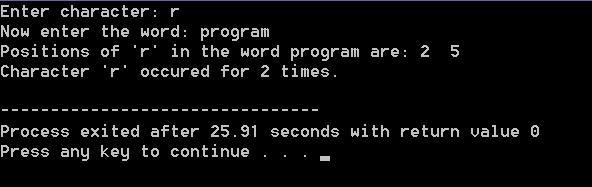 Enter character: r
Now enter the word: program
Positions of 'r' in the word program are: 2  5
Character 'r' occured for 2 times.

--------------------------------
Process exited after 25.91 seconds with return value 0
Press any key to continue . . .